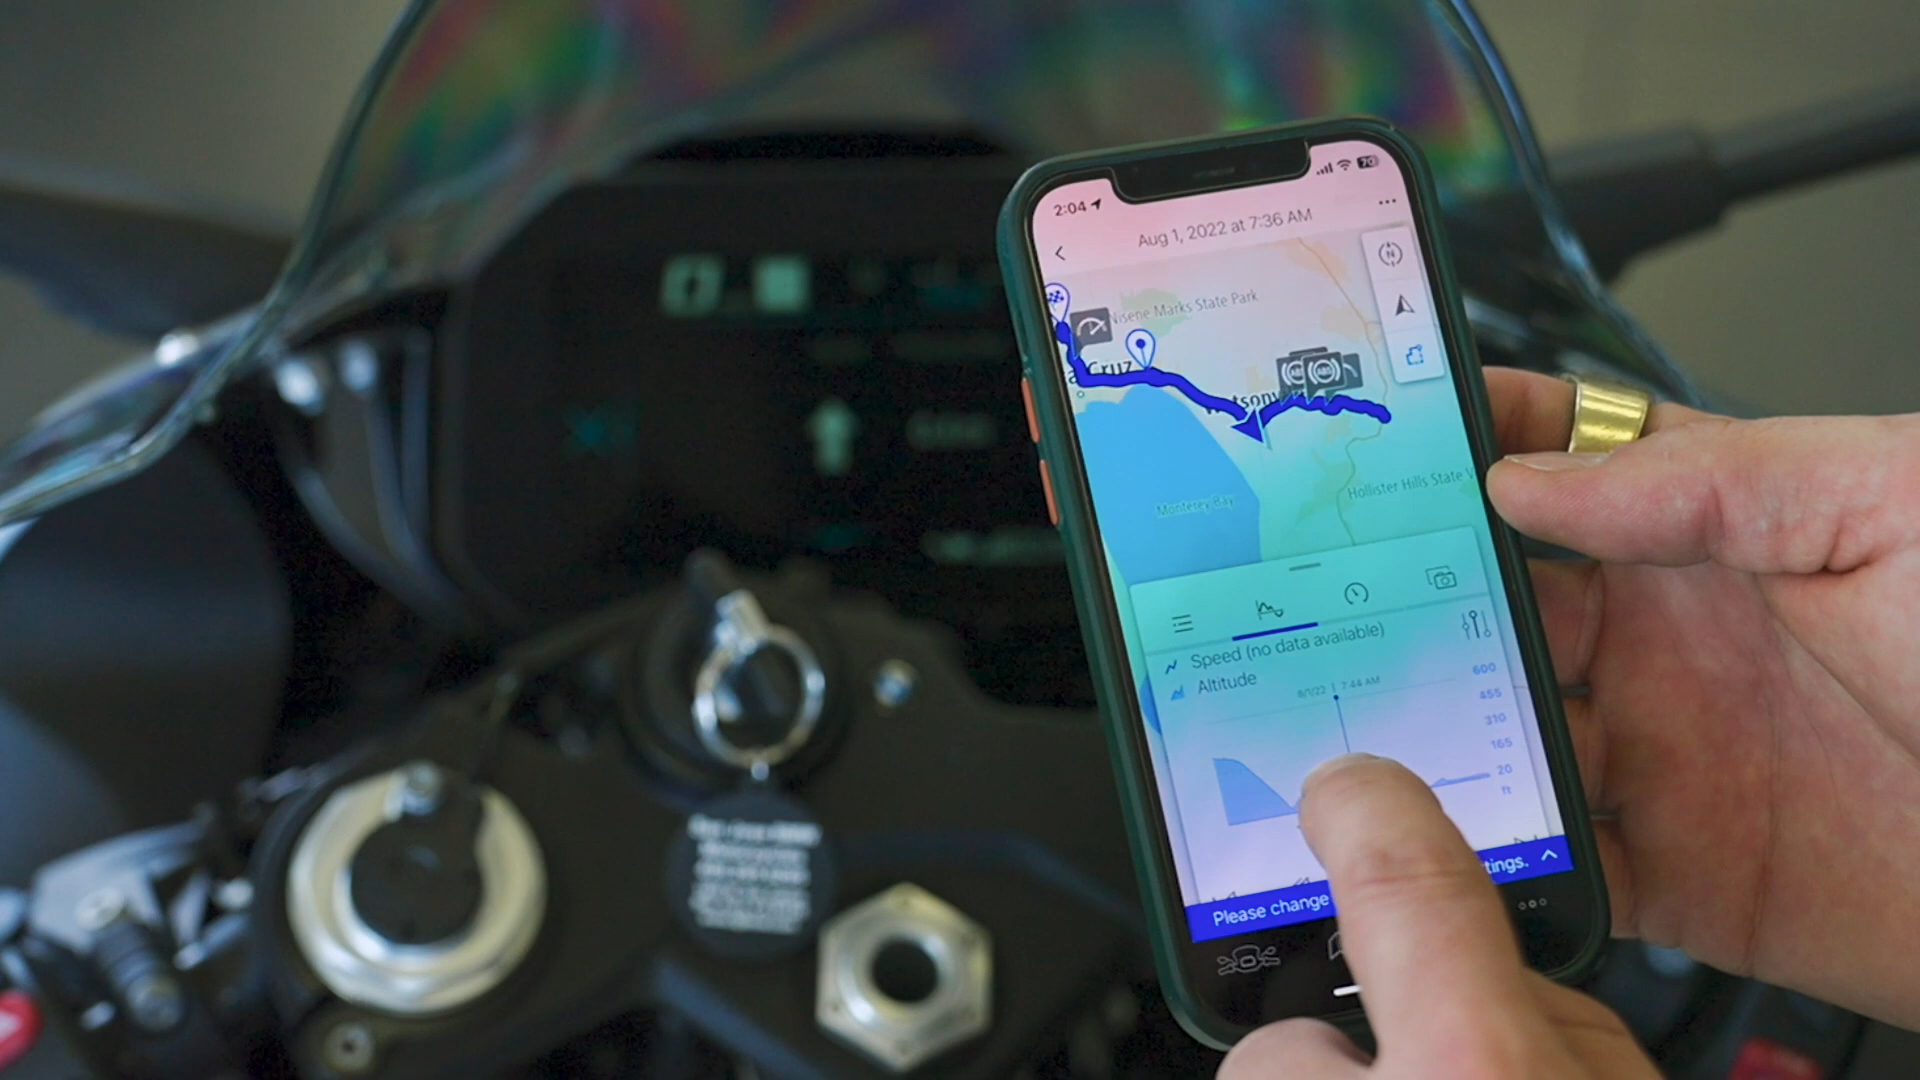 2:04
70
Aug 1, 2022 at 7:36 AM
N
Nisene Marks State Park
a Cruz
ABS
Watsonv
Hollister Hills State V
Monterey Bay
Speed (no data available)
Altitude
8/1/22 | 7:44 AM
600
455
310
165
20
ft
Please change
tings.